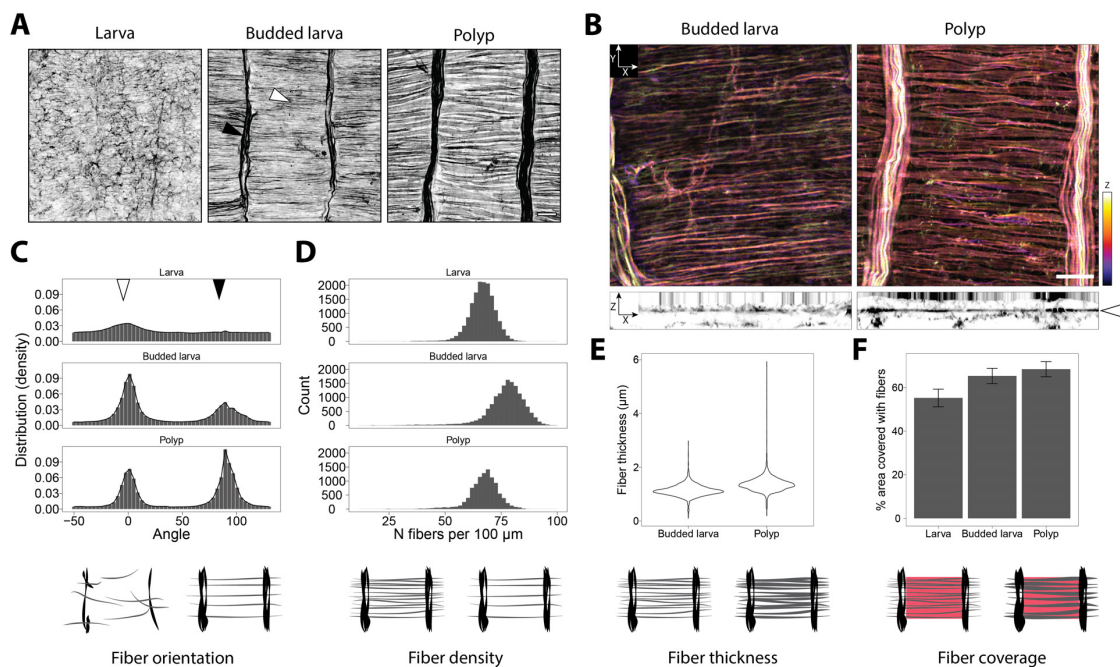 A
Larva
Budded larva
Polyp
B
Budded larva
Polyp
Y
X
Z
Z
X
C
Larva
0.09
0.06
0.03
0.00
Budded larva
0.09
0.06
0.03
0.00
Polyp
0.09
0.06
0.03
0.00
-50
0
50
100
Distribution (density)
Angle
Fiber orientation
D
Larva
2000
1500
1000
500
0
Budded larva
2000
1500
1000
500
0
Polyp
2000
1500
1000
500
0
25
50
75
100
Count
N fibers per 100 µm
Fiber density
E
6
4
2
0
Fiber thickness (µm)
Budded larva
Polyp
Fiber thickness
F
60
40
20
0
% area covered with fibers
Larva
Budded larva
Polyp
Fiber coverage